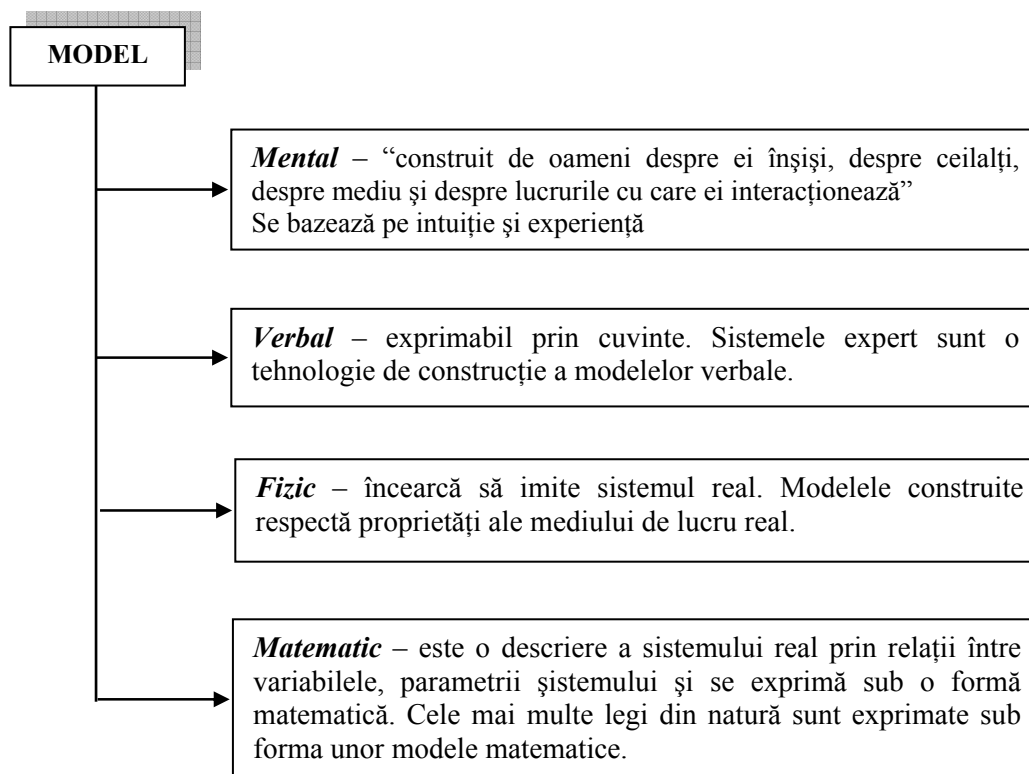 MODEL
Mental – “construit de oameni despre ei înşişi, despre ceilalţi,
despre mediu şi despre lucrurile cu care ei interacţionează”
Se bazează pe intuiţie şi experienţă
Verbal – exprimabil prin cuvinte. Sistemele expert sunt o
tehnologie de construcţie a modelelor verbale.
Fizic – încearcă să imite sistemul real. Modelele construite
respectă proprietăţi ale mediului de lucru real.
Matematic – este o descriere a sistemului real prin relaţii între
variabilele, parametrii şistemului şi se exprimă sub o formă
matematică. Cele mai multe legi din natură sunt exprimate sub
forma unor modele matematice.